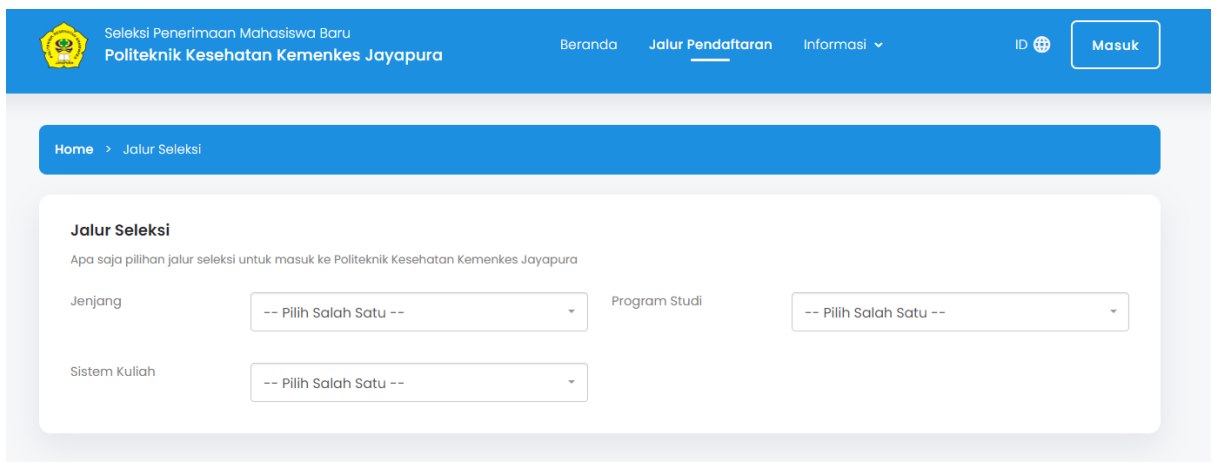 Seleksi Penerimaan Mahasiswa Baru
Politeknik Kesehatan Kemenkes Jayapura
Beranda Jalur Pendaftaran Informasi ID Masuk
Home > Jalur Seleksi
Jalur Seleksi
Apa saja pilihan jalur seleksi untuk masuk ke Politeknik Kesehatan Kemenkes Jayapura
Jenjang -- Pilih Salah Satu -- Program Studi -- Pilih Salah Satu --
Sistem Kuliah -- Pilih Salah Satu --